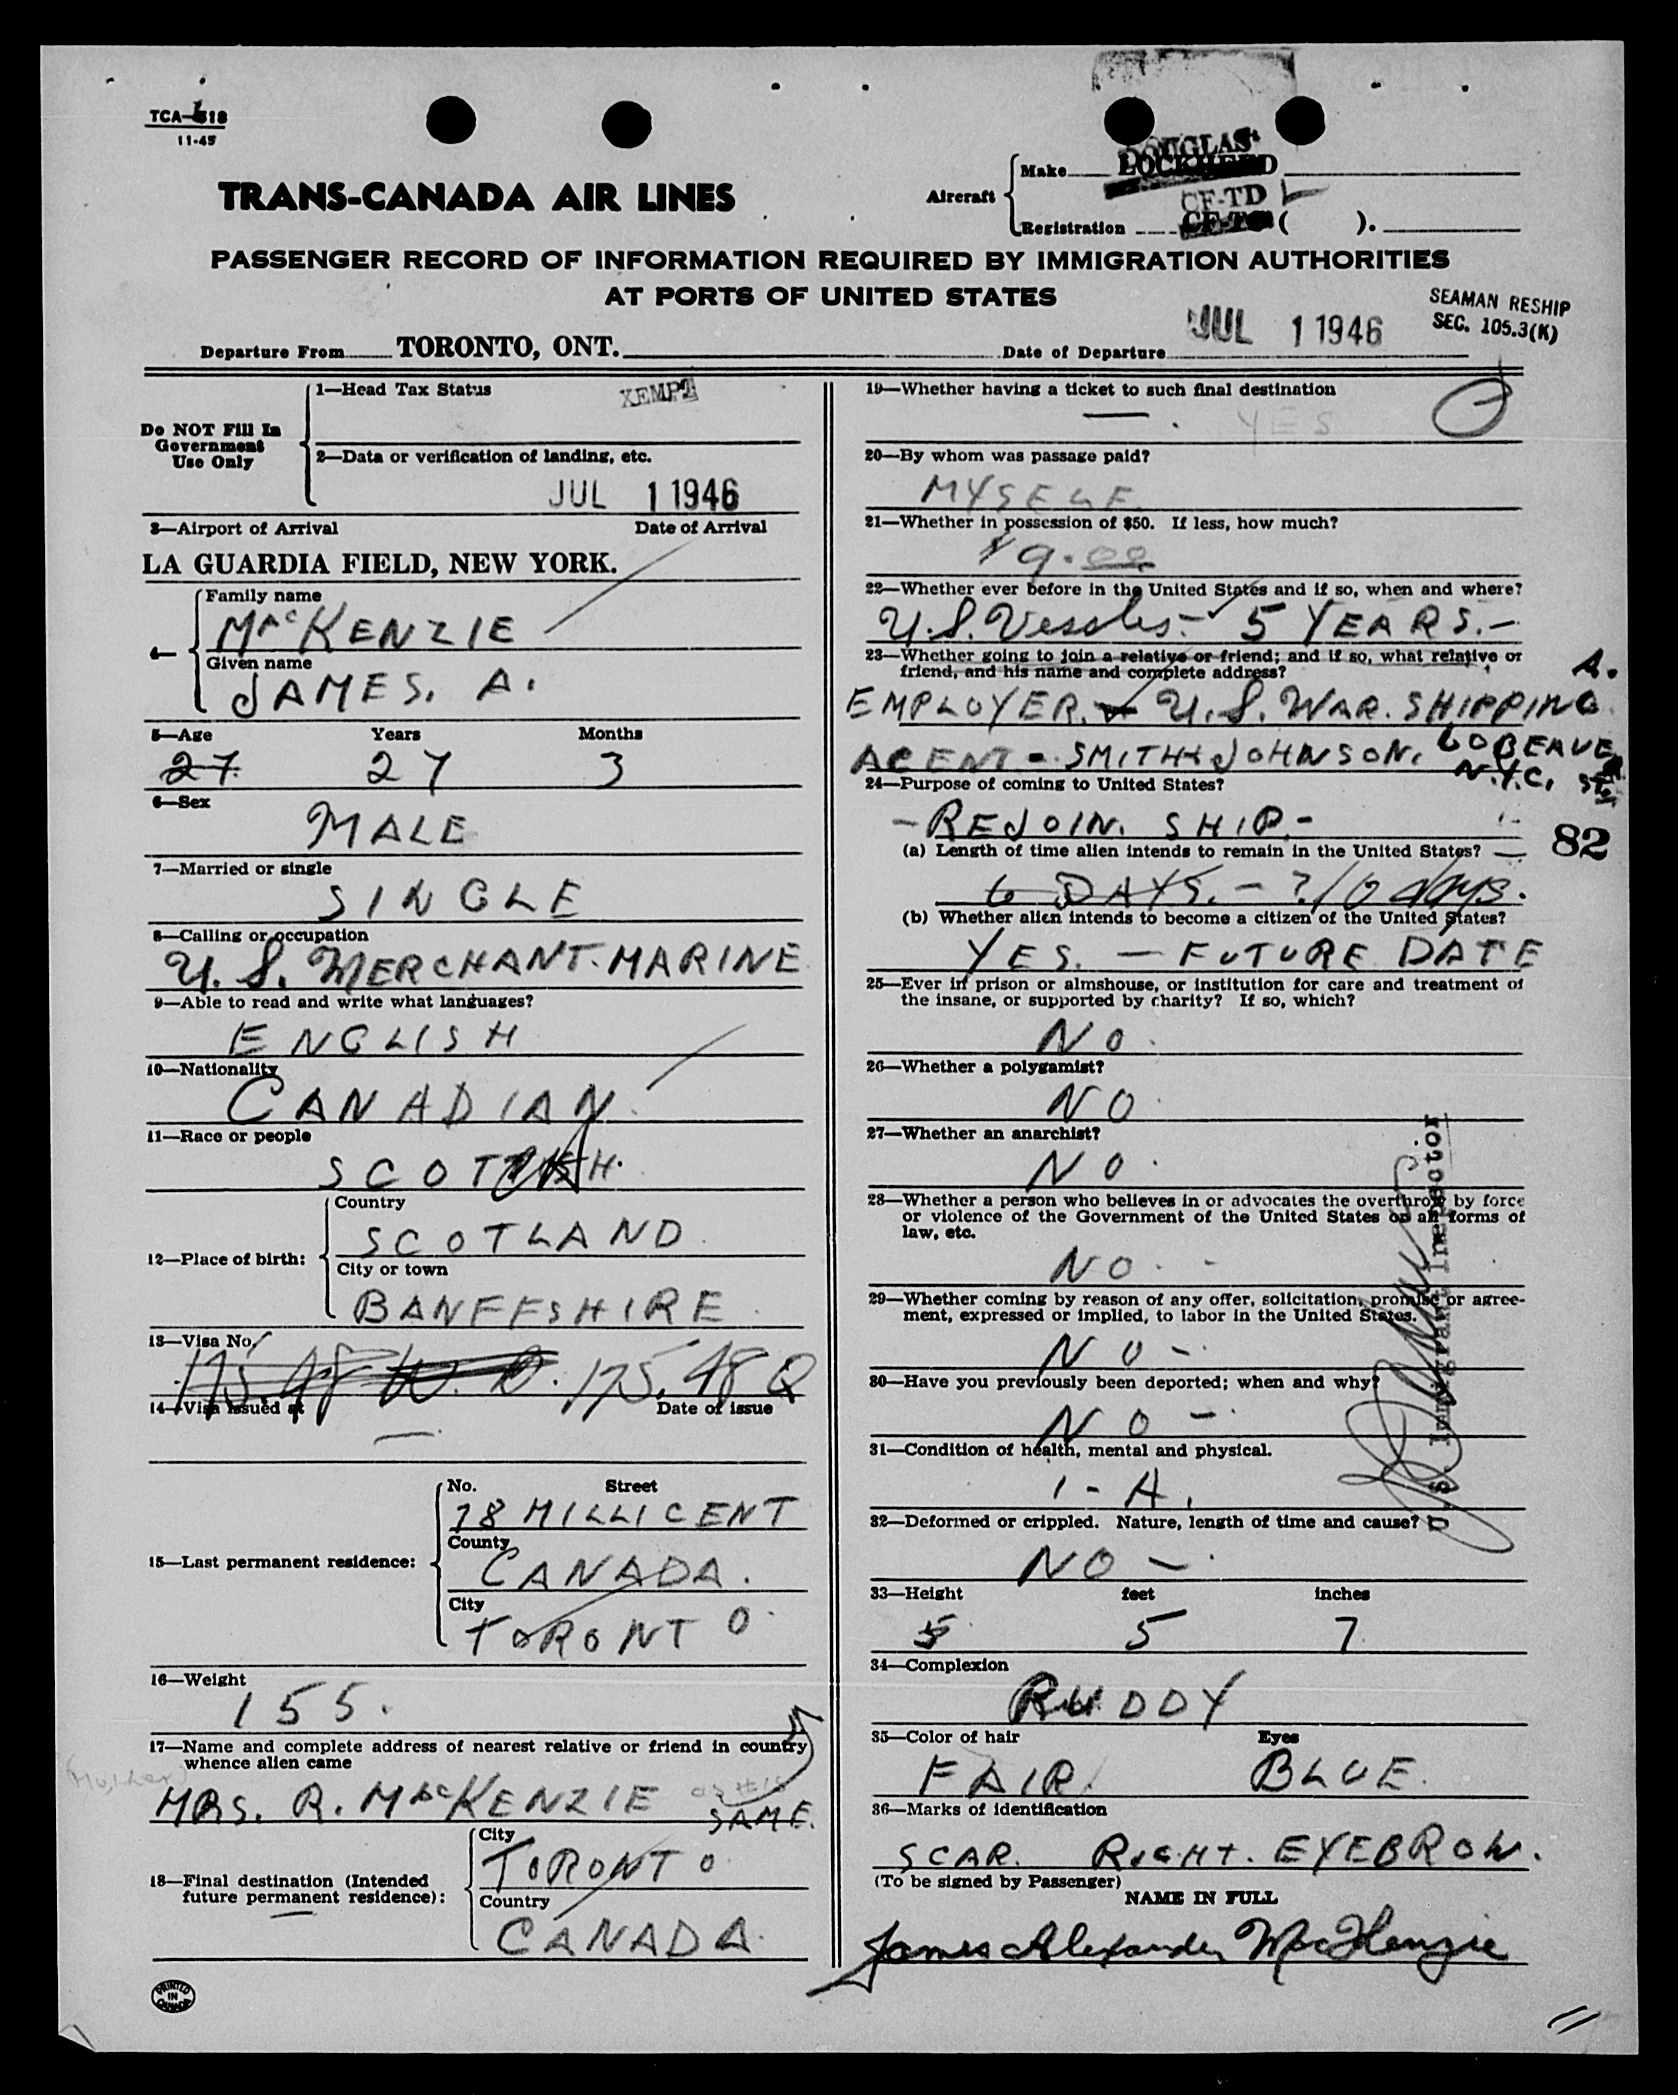 TCA-518
11-45
TRANS-CANADA AIR LINES
Aircraft
Make
DOUGLAS
LOCKHEED
CF-TD
Registration CF-TC ( ).
PASSENGER RECORD OF INFORMATION REQUIRED BY IMMIGRATION AUTHORITIES
AT PORTS OF UNITED STATES
SEAMAN RESHIP
SEC. 105.3(K)
Departure From TORONTO, ONT.
Date of Departure JUL 1 1946
Do NOT Fill In
Government
Use Only
1—Head Tax Status XEMPT
2—Data or verification of landing, etc.
JUL 1 1946
3—Airport of Arrival Date of Arrival
LA GUARDIA FIELD, NEW YORK.
4—
Family name
MacKENZIE
Given name
JAMES. A.
5—Age Years Months
27 27 3
6—Sex
MALE
7—Married or single
SINGLE
8—Calling or occupation
U.S. MERCHANT. MARINE
9—Able to read and write what languages?
ENGLISH
10—Nationality
CANADIAN.
11—Race or people
SCOTTISH.
12—Place of birth:
Country
SCOTLAND.
City or town
BANFFSHIRE.
13—Visa No.
175.48 175.48 Q
14—Visa issued at Date of issue
—
15—Last permanent residence:
No. Street
78 MILLICENT
County
CANADA.
City
TORONTO.
16—Weight
155.
17—Name and complete address of nearest relative or friend in country
whence alien came
(Mother)
MRS. R. MacKENZIE SAME.
18—Final destination (Intended
future permanent residence):
City
TORONTO.
Country
CANADA.
PRINTED
IN
CANADA
19—Whether having a ticket to such final destination
— . YES
20—By whom was passage paid?
MYSELF.
21—Whether in possession of $50. If less, how much?
$9.00
22—Whether ever before in the United States and if so, when and where?
U.S. Vessles.- 5 YEARS.-
23—Whether going to join a relative or friend; and if so, what relative or
friend, and his name and complete address?
A.
EMPLOYER. U.S. WAR. SHIPPING.
AGENT - SMITH & JOHNSON. 60 BEAVER
N.Y.C. St.
24—Purpose of coming to United States?
- REJOIN. SHIP.-
82
(a) Length of time alien intends to remain in the United States?
6 DAYS. - ? 10 days.
(b) Whether alien intends to become a citizen of the United States?
YES. — FUTURE DATE
25—Ever in prison or almshouse, or institution for care and treatment of
the insane, or supported by charity? If so, which?
NO.
26—Whether a polygamist?
NO.
27—Whether an anarchist?
NO.
28—Whether a person who believes in or advocates the overthrow by force
or violence of the Government of the United States or all forms of
law, etc.
NO. -
29—Whether coming by reason of any offer, solicitation, promise or agree-
ment, expressed or implied, to labor in the United States.
NO -.
30—Have you previously been deported; when and why?
NO -.
31—Condition of health, mental and physical.
1-A.
32—Deformed or crippled. Nature, length of time and cause?
NO -.
U.S. Immigrant Inspector
33—Height feet inches
5 5 7
34—Complexion
RUDDY
35—Color of hair Eyes
FAIR BLUE.
36—Marks of identification
SCAR. RIGHT. EYEBROW.
(To be signed by Passenger)
NAME IN FULL
James Alexander MacKenzie